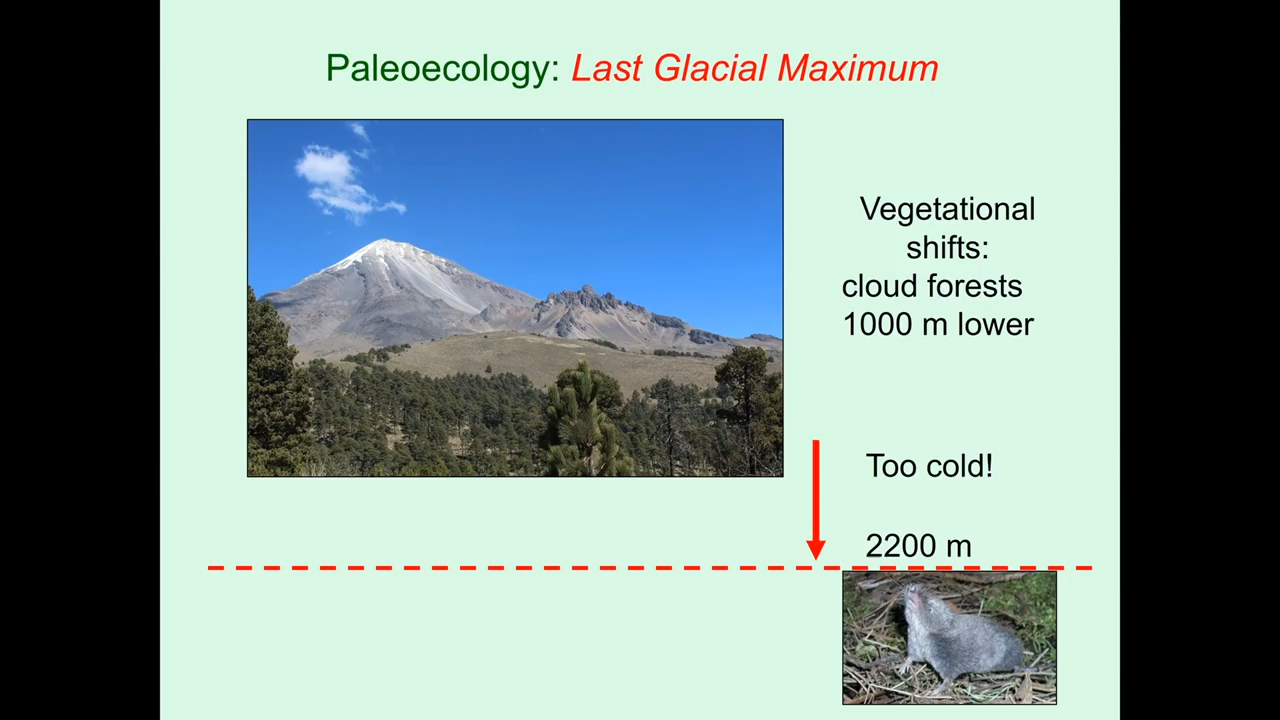 Paleoecology: Last Glacial Maximum
Vegetational
shifts:
cloud forests
1000 m lower
Too cold!
2200 m